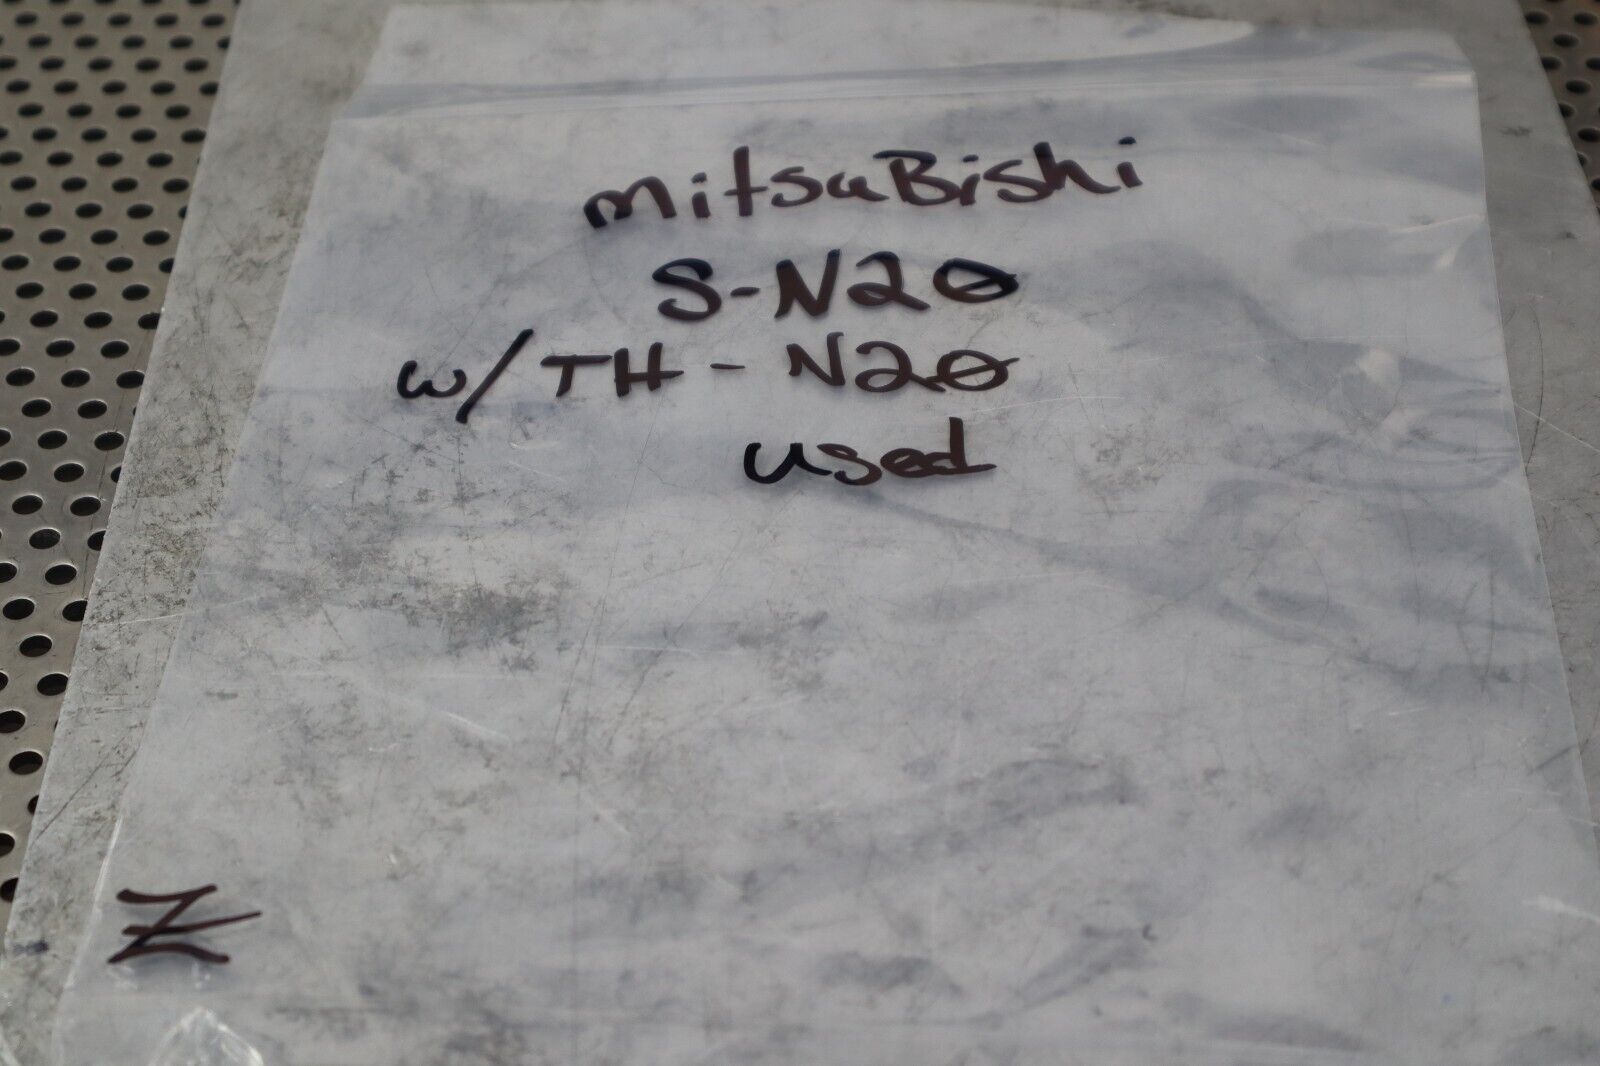 mitsuBishi
S-N20
w/TH-N20
used
Z